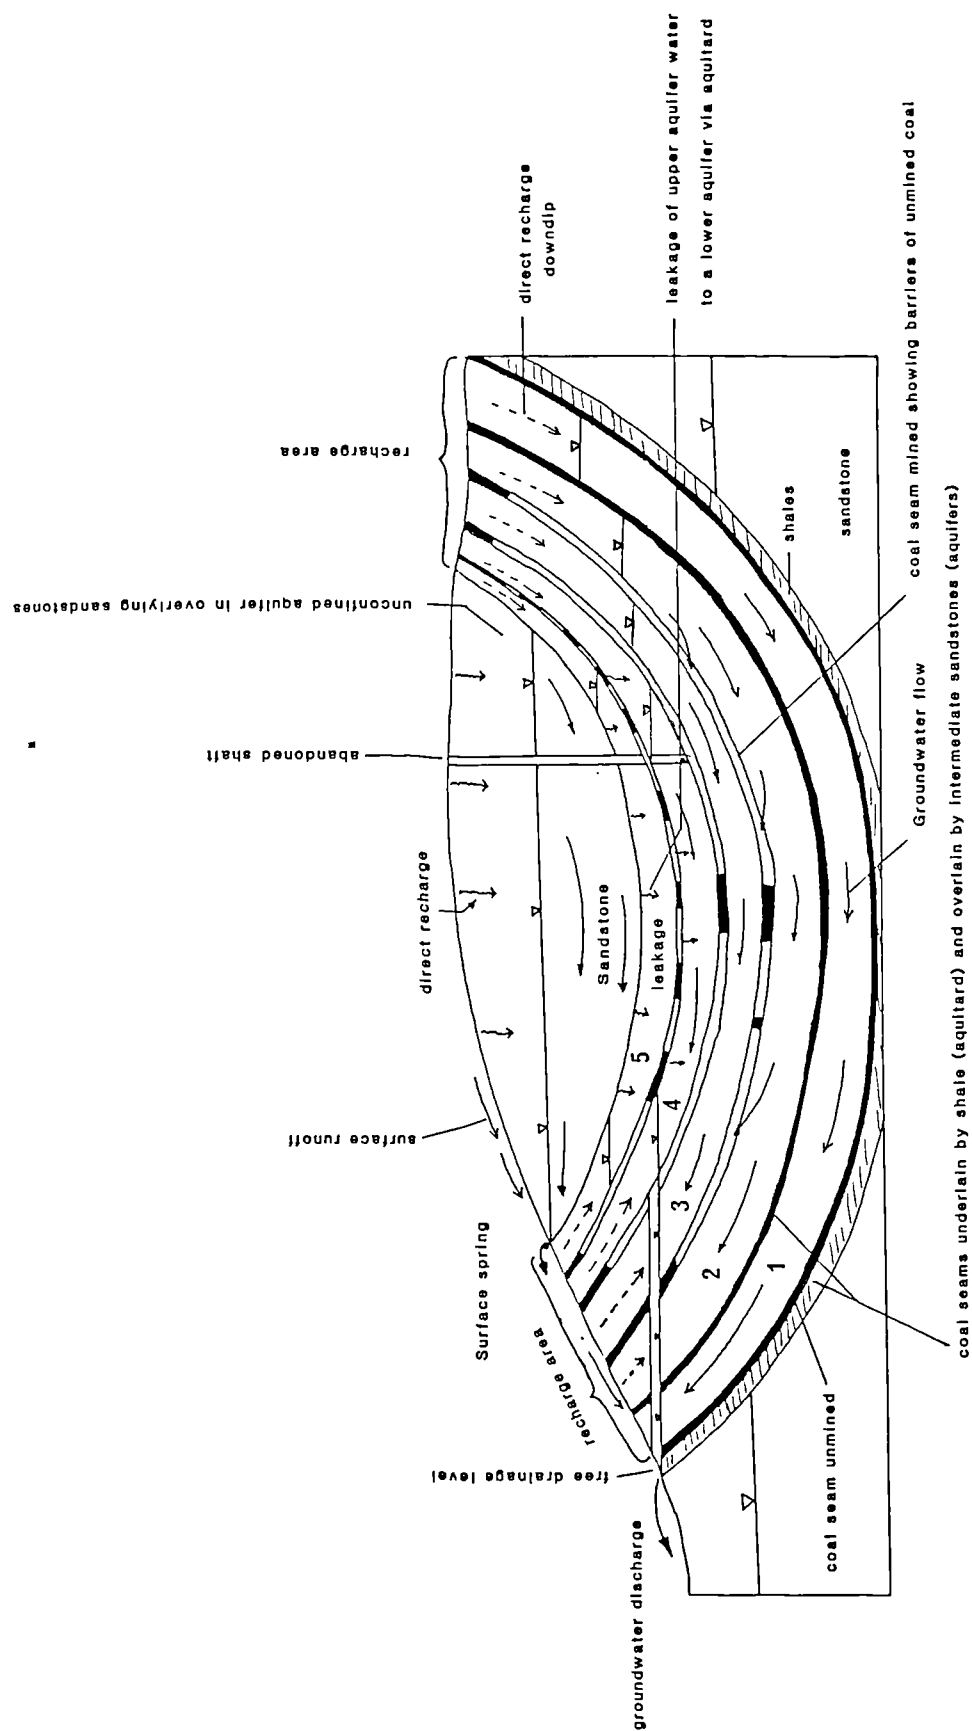 recharge area
unconfined aquifer in overlying sandstones
abandoned shaft
direct recharge
surface runoff
Surface spring
recharge area
free drainage level
groundwater discharge
direct recharge
downdip
leakage of upper aquifer water
to a lower aquifer via aquitard
Sandstone
leakage
5
4
3
2
1
shales
sandstone
coal seam unmined
coal seam mined showing barriers of unmined coal
Groundwater flow
coal seams underlain by shale (aquitard) and overlain by intermediate sandstones (aquifers)